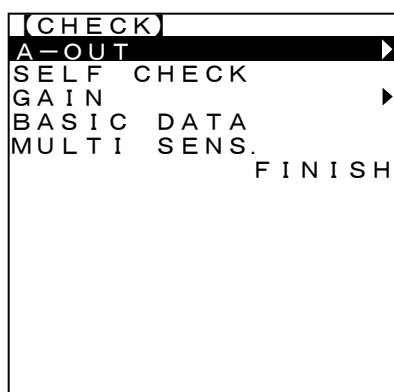 (CHECK)
A－OUT ▶
SELF CHECK
GAIN ▶
BASIC DATA
MULTI SENS.
FINISH